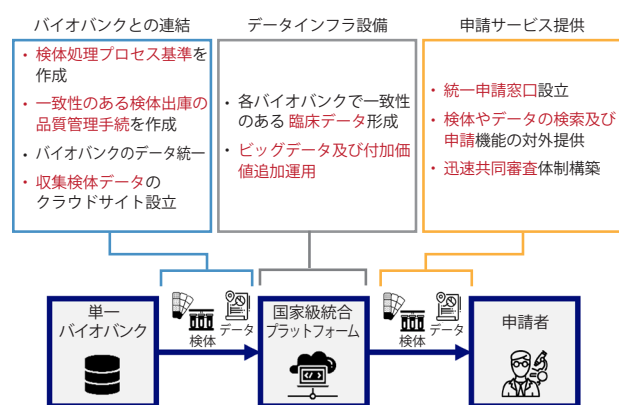 バイオバンクとの連結
・検体処理プロセス基準を
作成
・一致性のある検体出庫の
品質管理手続を作成
・バイオバンクのデータ統一
・収集検体データの
クラウドサイト設立
データインフラ設備
・各バイオバンクで一致性
のある 臨床データ形成
・ビッグデータ及び付加価
値追加運用
申請サービス提供
・統一申請窓口設立
・検体やデータの検索及び
申請機能の対外提供
・迅速共同審査体制構築
単一
バイオバンク
検体
データ
国家級統合
プラットフォーム
検体
データ
申請者